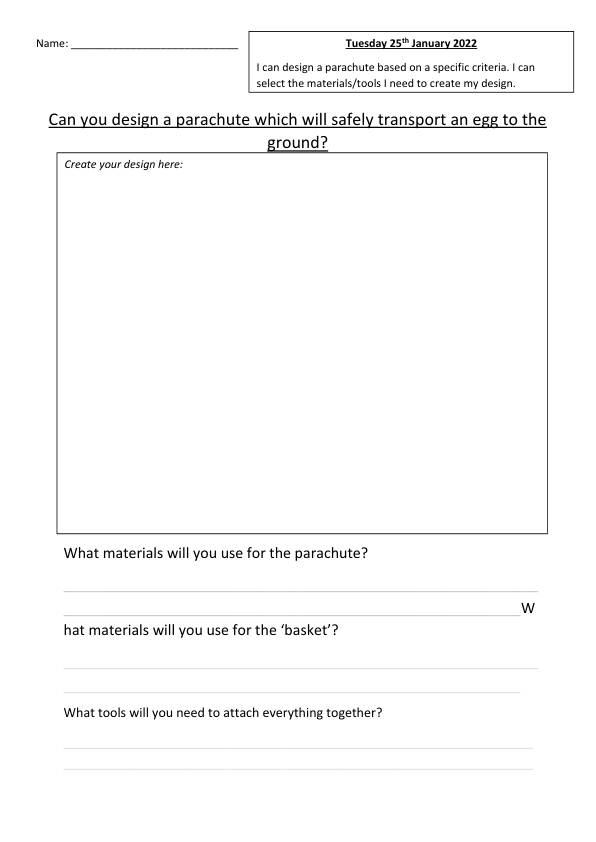 Name: ____________________________
Tuesday 25th January 2022
I can design a parachute based on a specific criteria. I can
select the materials/tools I need to create my design.
Can you design a parachute which will safely transport an egg to the
ground?
Create your design here:
What materials will you use for the parachute?
W
hat materials will you use for the ‘basket’?
What tools will you need to attach everything together?